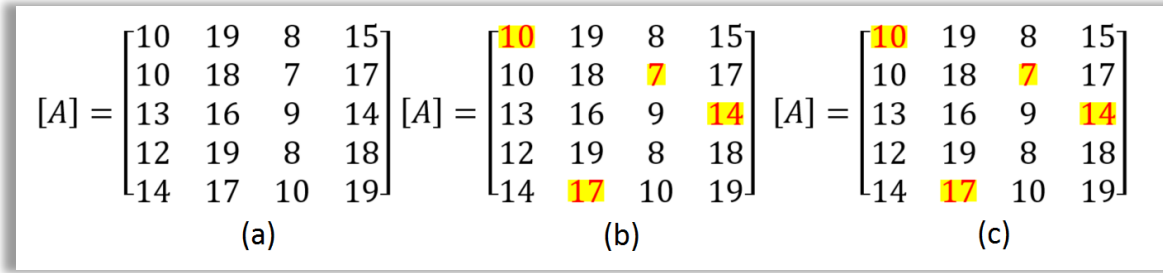 10 19 8 15 10 19 8 15 10 19 8 15
10 18 7 17 10 18 7 17 10 18 7 17
[A] = 13 16 9 14 [A] = 13 16 9 14 [A] = 13 16 9 14
12 19 8 18 12 19 8 18 12 19 8 18
14 17 10 19 14 17 10 19 14 17 10 19
(a) (b) (c)